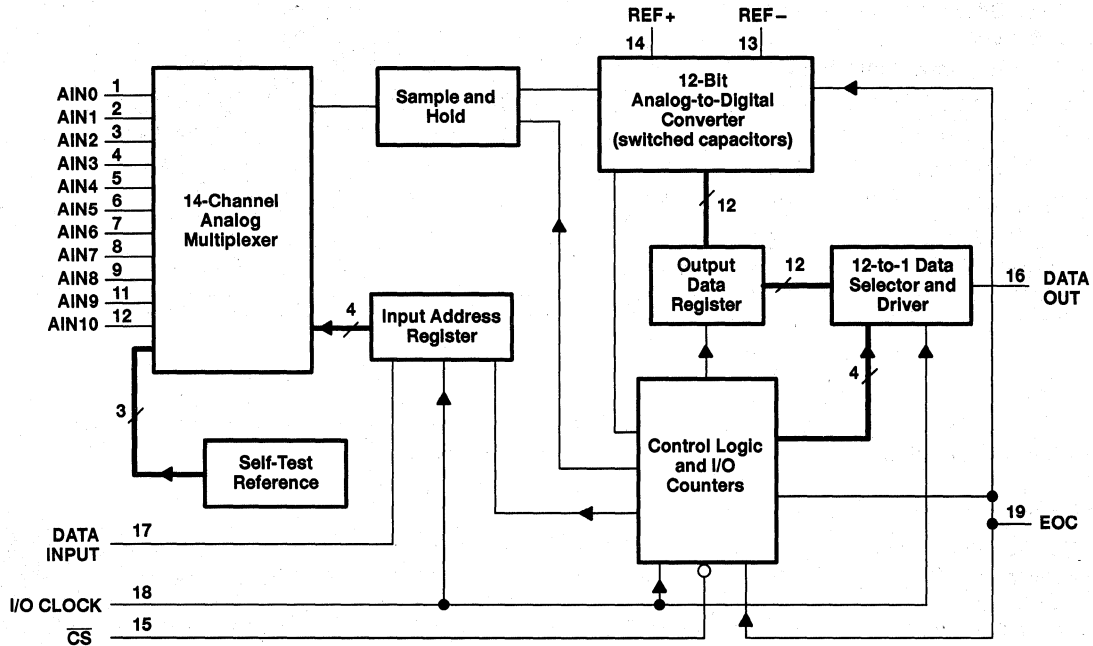 REF+
REF−
14
13
12-Bit
Analog-to-Digital
Converter
(switched capacitors)
Sample and
Hold
14-Channel
Analog
Multiplexer
AIN0 1
AIN1 2
AIN2 3
AIN3 4
AIN4 5
AIN5 6
AIN6 7
AIN7 8
AIN8 9
AIN9 11
AIN10 12
12
Output
Data
Register
12
12-to-1 Data
Selector and
Driver
16 DATA
OUT
4
Input Address
Register
4
3
Self-Test
Reference
Control Logic
and I/O
Counters
19 EOC
DATA
INPUT
17
I/O CLOCK 18
C̅S̅ 15